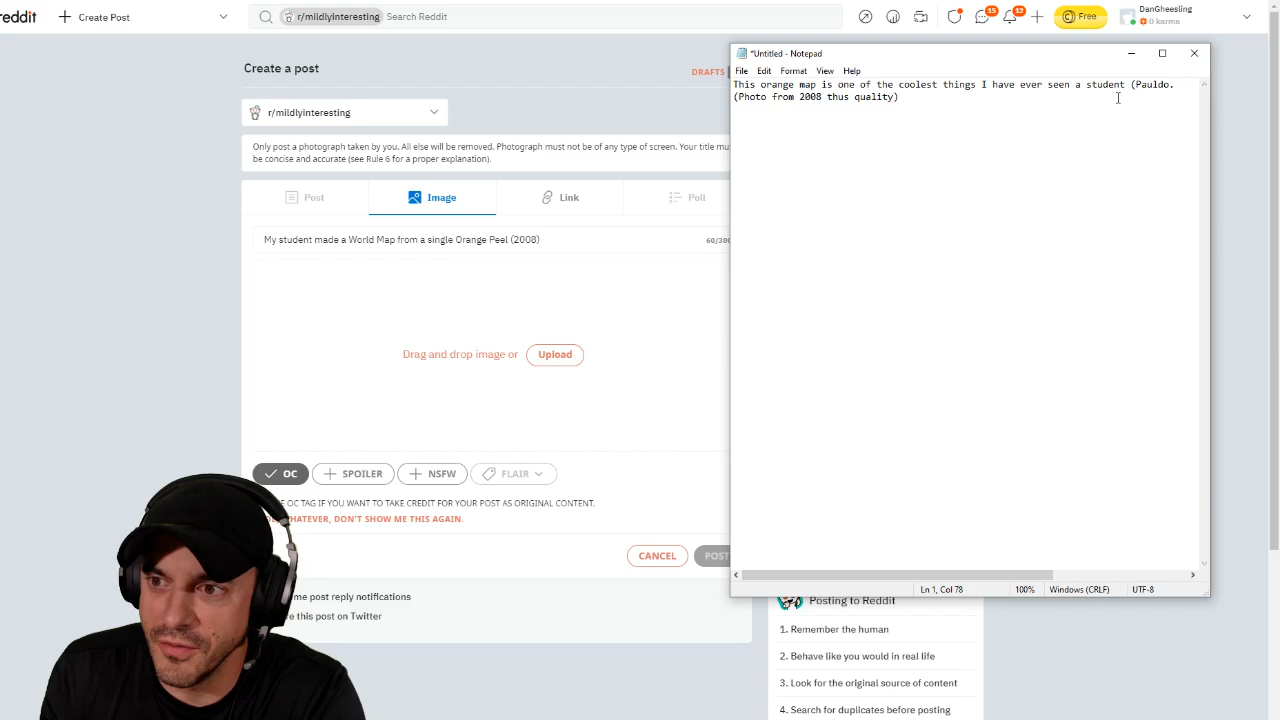 reddit
Create Post
r/mildlyinteresting
Search Reddit
15
12
Free
DanGheesling
0 karma
Create a post
DRAFTS
r/mildlyinteresting
Only post a photograph taken by you. All else will be removed. Photograph must not be of any type of screen. Your title mus
be concise and accurate (see Rule 6 for a proper explanation).
Post
Image
Link
Poll
My student made a World Map from a single Orange Peel (2008)
60/300
Drag and drop image or
Upload
OC
SPOILER
NSFW
FLAIR
E OC TAG IF YOU WANT TO TAKE CREDIT FOR YOUR POST AS ORIGINAL CONTENT.
HATEVER, DON'T SHOW ME THIS AGAIN.
CANCEL
POST
me post reply notifications
e this post on Twitter
*Untitled - Notepad
File Edit Format View Help
This orange map is one of the coolest things I have ever seen a student (Pauldo.
(Photo from 2008 thus quality)
Ln 1, Col 78
100%
Windows (CRLF)
UTF-8
Posting to Reddit
1. Remember the human
2. Behave like you would in real life
3. Look for the original source of content
4. Search for duplicates before posting